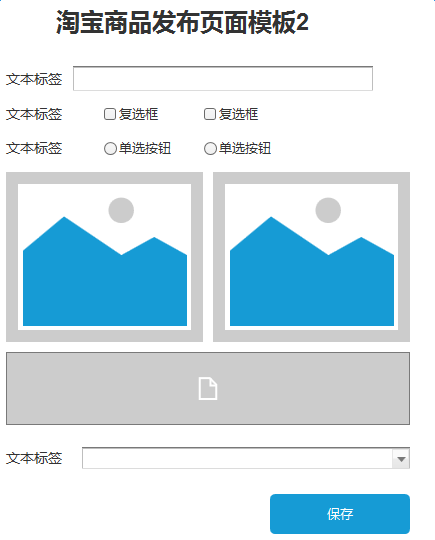 淘宝商品发布页面模板2
文本标签
文本标签 复选框 复选框
文本标签 单选按钮 单选按钮
文本标签
保存